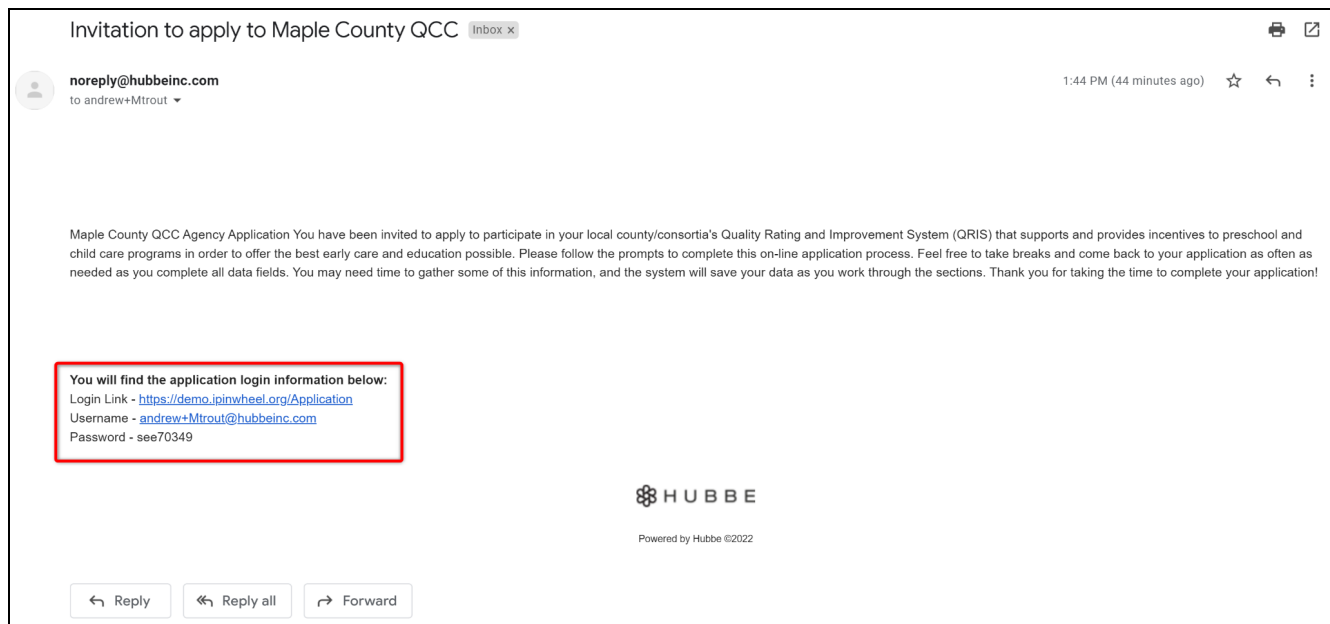 Invitation to apply to Maple County QCC Inbox x
noreply@hubbeinc.com 1:44 PM (44 minutes ago)
to andrew+Mtrout
Maple County QCC Agency Application You have been invited to apply to participate in your local county/consortia's Quality Rating and Improvement System (QRIS) that supports and provides incentives to preschool and
child care programs in order to offer the best early care and education possible. Please follow the prompts to complete this on-line application process. Feel free to take breaks and come back to your application as often as
needed as you complete all data fields. You may need time to gather some of this information, and the system will save your data as you work through the sections. Thank you for taking the time to complete your application!
You will find the application login information below:
Login Link - https://demo.ipinwheel.org/Application
Username - andrew+Mtrout@hubbeinc.com
Password - see70349
HUBBE
Powered by Hubbe ©2022
Reply Reply all Forward